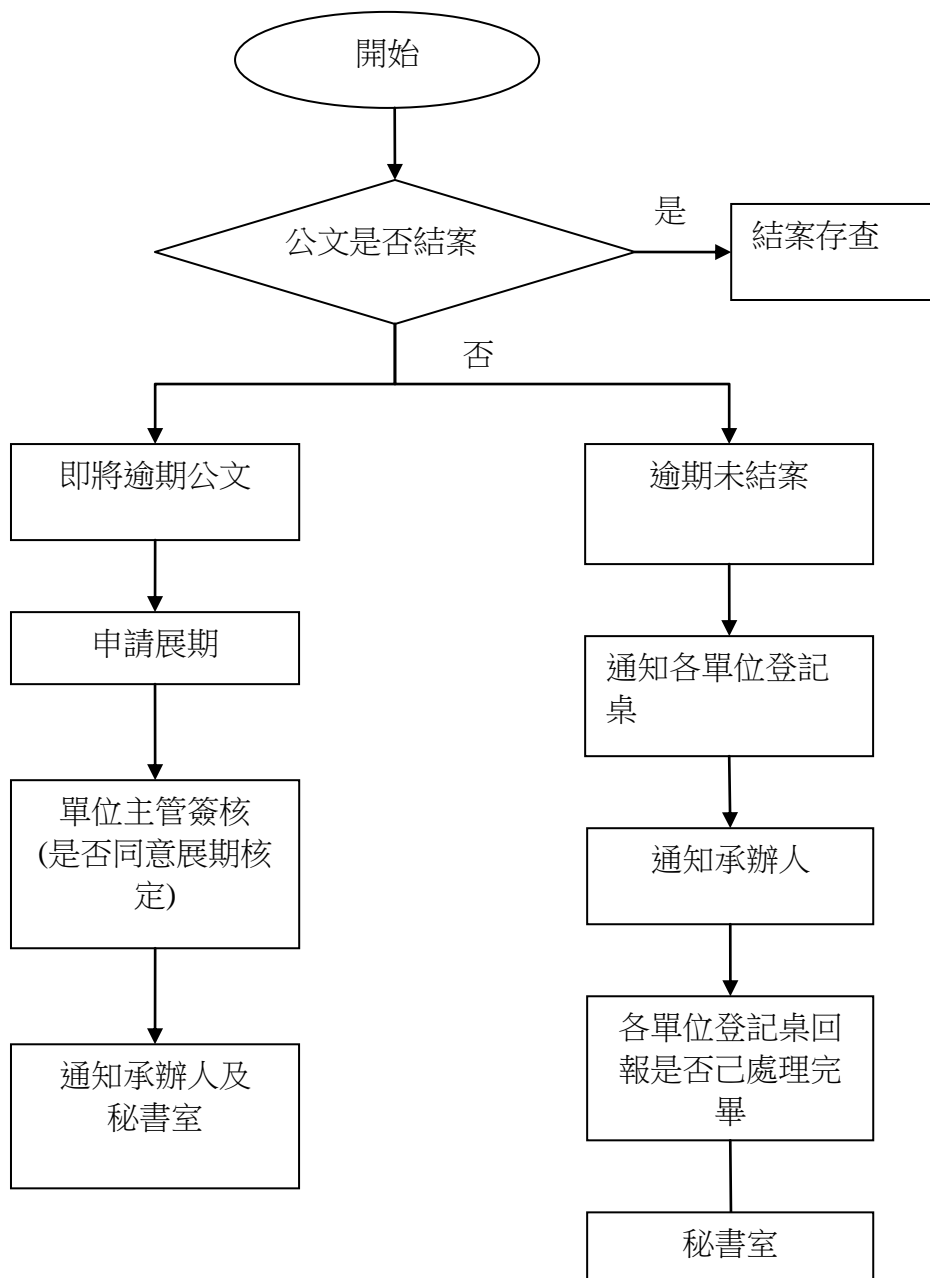 開始
公文是否結案
是
結案存查
否
即將逾期公文
申請展期
單位主管簽核
(是否同意展期核
定)
通知承辦人及
秘書室
逾期未結案
通知各單位登記
桌
通知承辦人
各單位登記桌回
報是否己處理完
畢
秘書室